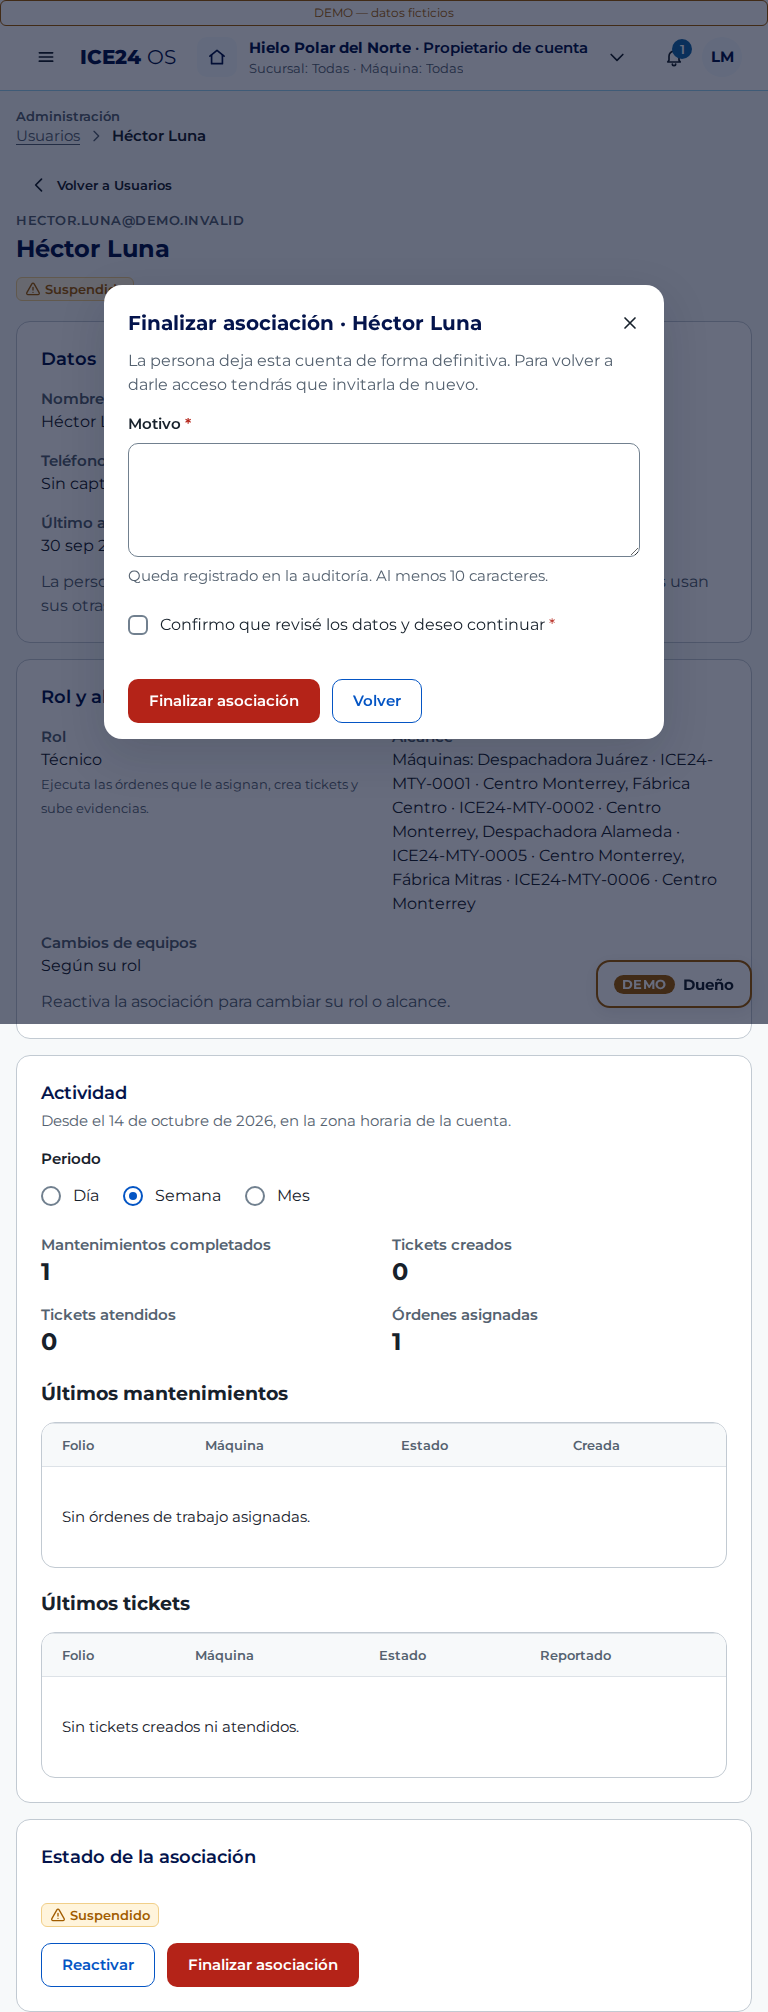 DEMO — datos ficticios
ICE24 OS
Hielo Polar del Norte · Propietario de cuenta
Sucursal: Todas · Máquina: Todas
1
LM
Administración
Usuarios > Héctor Luna
Volver a Usuarios
HECTOR.LUNA@DEMO.INVALID
Héctor Luna
Suspendido
Finalizar asociación · Héctor Luna
La persona deja esta cuenta de forma definitiva. Para volver a
darle acceso tendrás que invitarla de nuevo.
Motivo *
Queda registrado en la auditoría. Al menos 10 caracteres.
Confirmo que revisé los datos y deseo continuar *
Finalizar asociación
Volver
Datos
Nombre
Héctor L
Teléfono
Sin capt
Último a
30 sep 2
La perso
usan
sus otra
Rol y al
Rol
Técnico
Ejecuta las órdenes que le asignan, crea tickets y
sube evidencias.
Alcance
Máquinas: Despachadora Juárez · ICE24-
MTY-0001 · Centro Monterrey, Fábrica
Centro · ICE24-MTY-0002 · Centro
Monterrey, Despachadora Alameda ·
ICE24-MTY-0005 · Centro Monterrey,
Fábrica Mitras · ICE24-MTY-0006 · Centro
Monterrey
Cambios de equipos
Según su rol
Reactiva la asociación para cambiar su rol o alcance.
DEMO Dueño
Actividad
Desde el 14 de octubre de 2026, en la zona horaria de la cuenta.
Periodo
Día
Semana
Mes
Mantenimientos completados
1
Tickets creados
0
Tickets atendidos
0
Órdenes asignadas
1
Últimos mantenimientos
Folio Máquina Estado Creada
Sin órdenes de trabajo asignadas.
Últimos tickets
Folio Máquina Estado Reportado
Sin tickets creados ni atendidos.
Estado de la asociación
Suspendido
Reactivar
Finalizar asociación